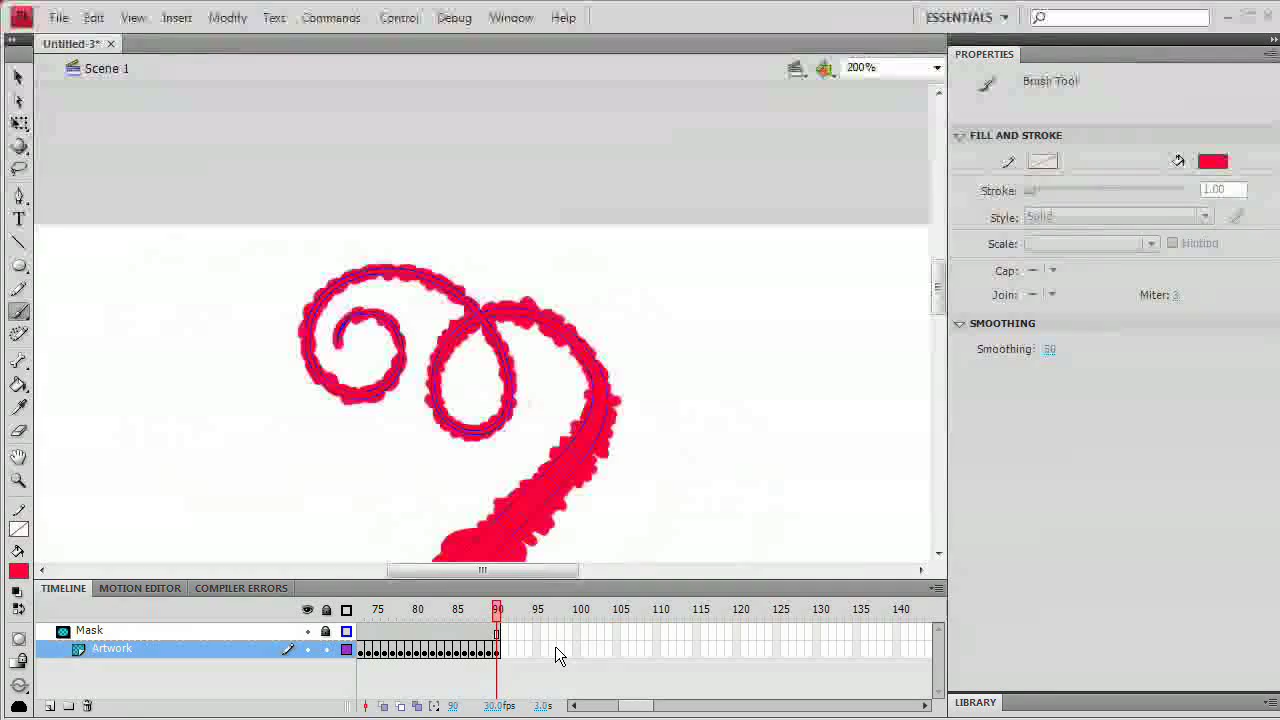 Fl File Edit View Insert Modify Text Commands Control Debug Window Help ESSENTIALS
Untitled-3*
Scene 1 200%
PROPERTIES
Brush Tool
FILL AND STROKE
Stroke: 1.00
Style: Solid
Scale: Hinting
Cap:
Join: Miter: 3
SMOOTHING
Smoothing: 50
TIMELINE MOTION EDITOR COMPILER ERRORS
75 80 85 90 95 100 105 110 115 120 125 130 135 140
Mask
Artwork
90 30.0fps 3.0s
LIBRARY